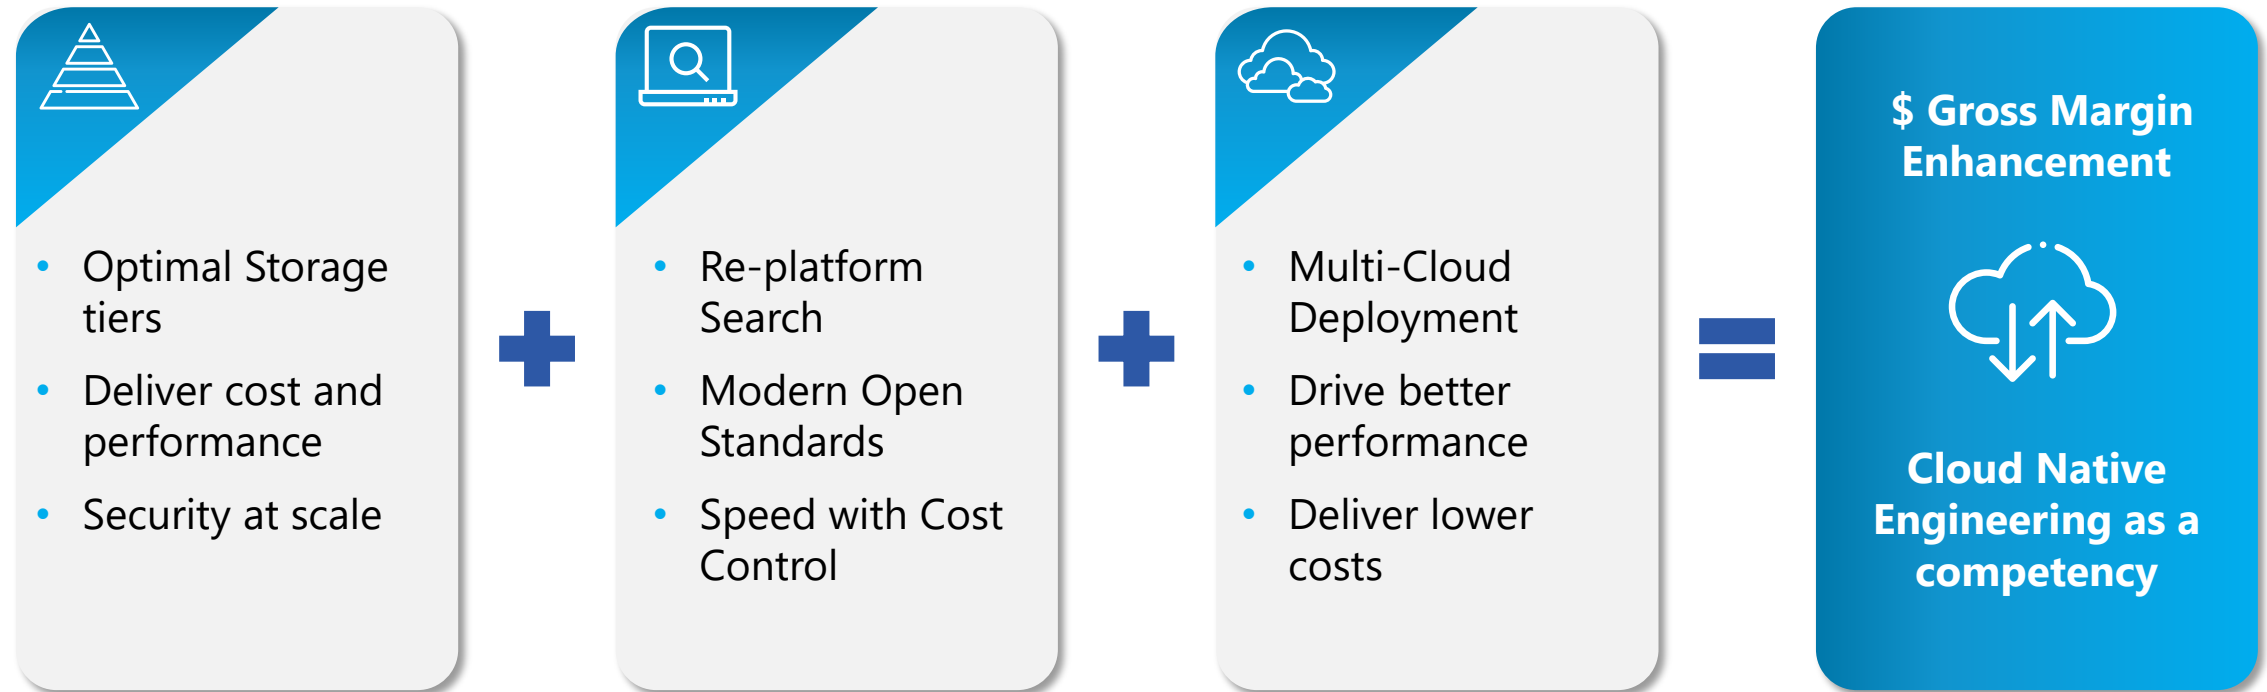 • Optimal Storage
tiers
• Deliver cost and
performance
• Security at scale
• Re-platform
Search
• Modern Open
Standards
• Speed with Cost
Control
• Multi-Cloud
Deployment
• Drive better
performance
• Deliver lower
costs
$ Gross Margin
Enhancement
Cloud Native
Engineering as a
competency